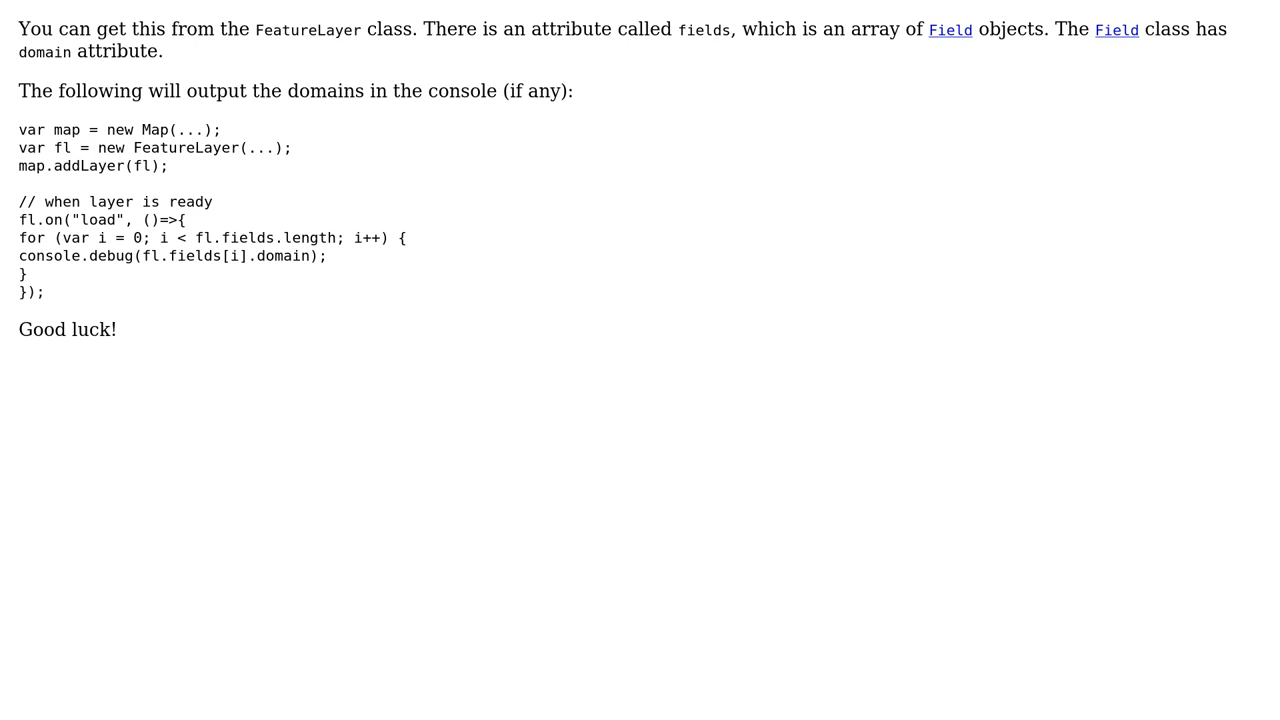 You can get this from the FeatureLayer class. There is an attribute called fields, which is an array of Field objects. The Field class has
domain attribute.
The following will output the domains in the console (if any):
var map = new Map(...);
var fl = new FeatureLayer(...);
map.addLayer(fl);
// when layer is ready
fl.on("load", ()=>{
for (var i = 0; i < fl.fields.length; i++) {
console.debug(fl.fields[i].domain);
}
});
Good luck!